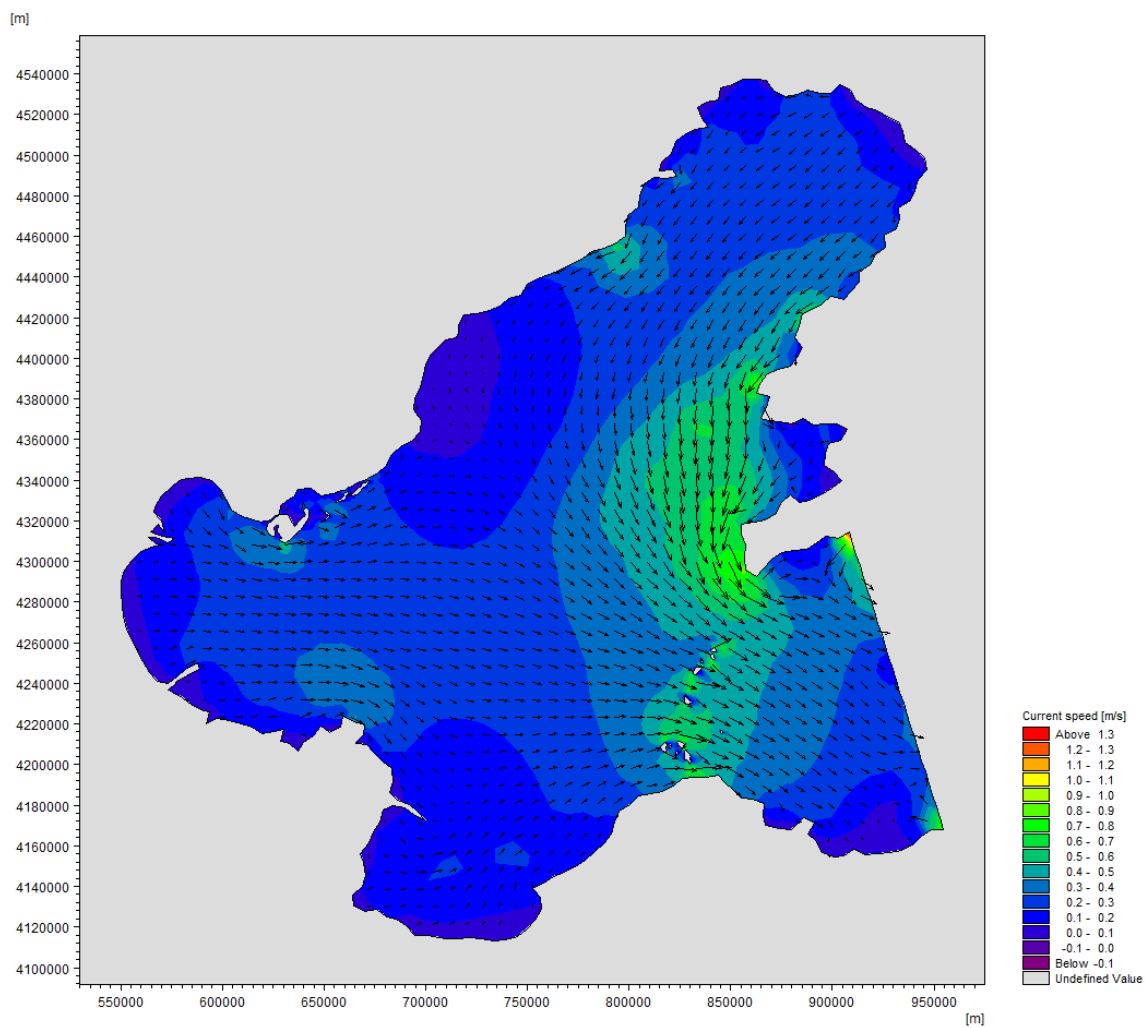 [m]
4540000
4520000
4500000
4480000
4460000
4440000
4420000
4400000
4380000
4360000
4340000
4320000
4300000
4280000
4260000
4240000
4220000
4200000
4180000
4160000
4140000
4120000
4100000
550000 600000 650000 700000 750000 800000 850000 900000 950000
[m]
Current speed [m/s]
Above 1.3
1.2 - 1.3
1.1 - 1.2
1.0 - 1.1
0.9 - 1.0
0.8 - 0.9
0.7 - 0.8
0.6 - 0.7
0.5 - 0.6
0.4 - 0.5
0.3 - 0.4
0.2 - 0.3
0.1 - 0.2
0.0 - 0.1
-0.1 - 0.0
Below -0.1
Undefined Value